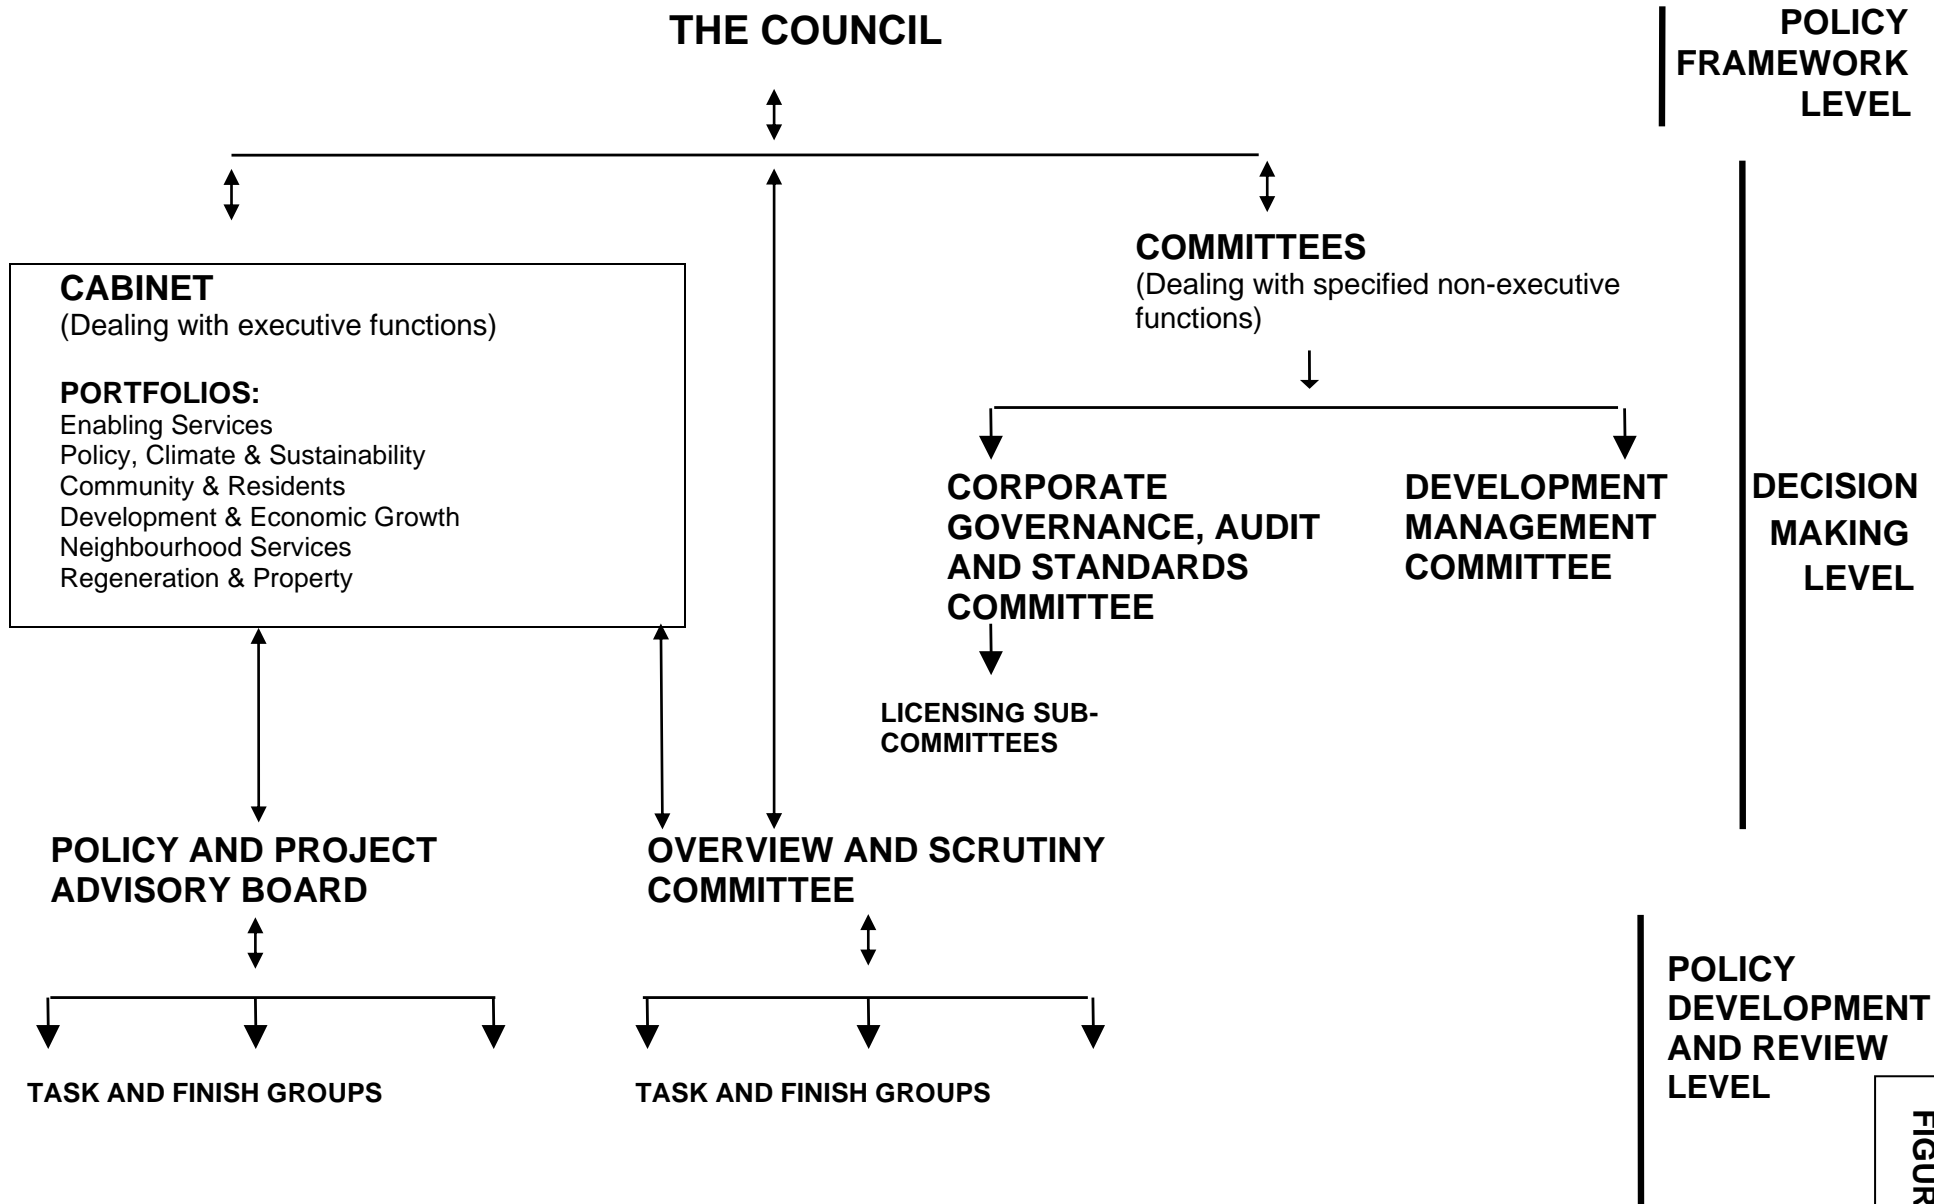 THE COUNCIL
POLICY
FRAMEWORK
LEVEL
CABINET
(Dealing with executive functions)
PORTFOLIOS:
Enabling Services
Policy, Climate & Sustainability
Community & Residents
Development & Economic Growth
Neighbourhood Services
Regeneration & Property
COMMITTEES
(Dealing with specified non-executive
functions)
CORPORATE
GOVERNANCE, AUDIT
AND STANDARDS
COMMITTEE
DEVELOPMENT
MANAGEMENT
COMMITTEE
DECISION
MAKING
LEVEL
LICENSING SUB-
COMMITTEES
POLICY AND PROJECT
ADVISORY BOARD
OVERVIEW AND SCRUTINY
COMMITTEE
TASK AND FINISH GROUPS
TASK AND FINISH GROUPS
POLICY
DEVELOPMENT
AND REVIEW
LEVEL